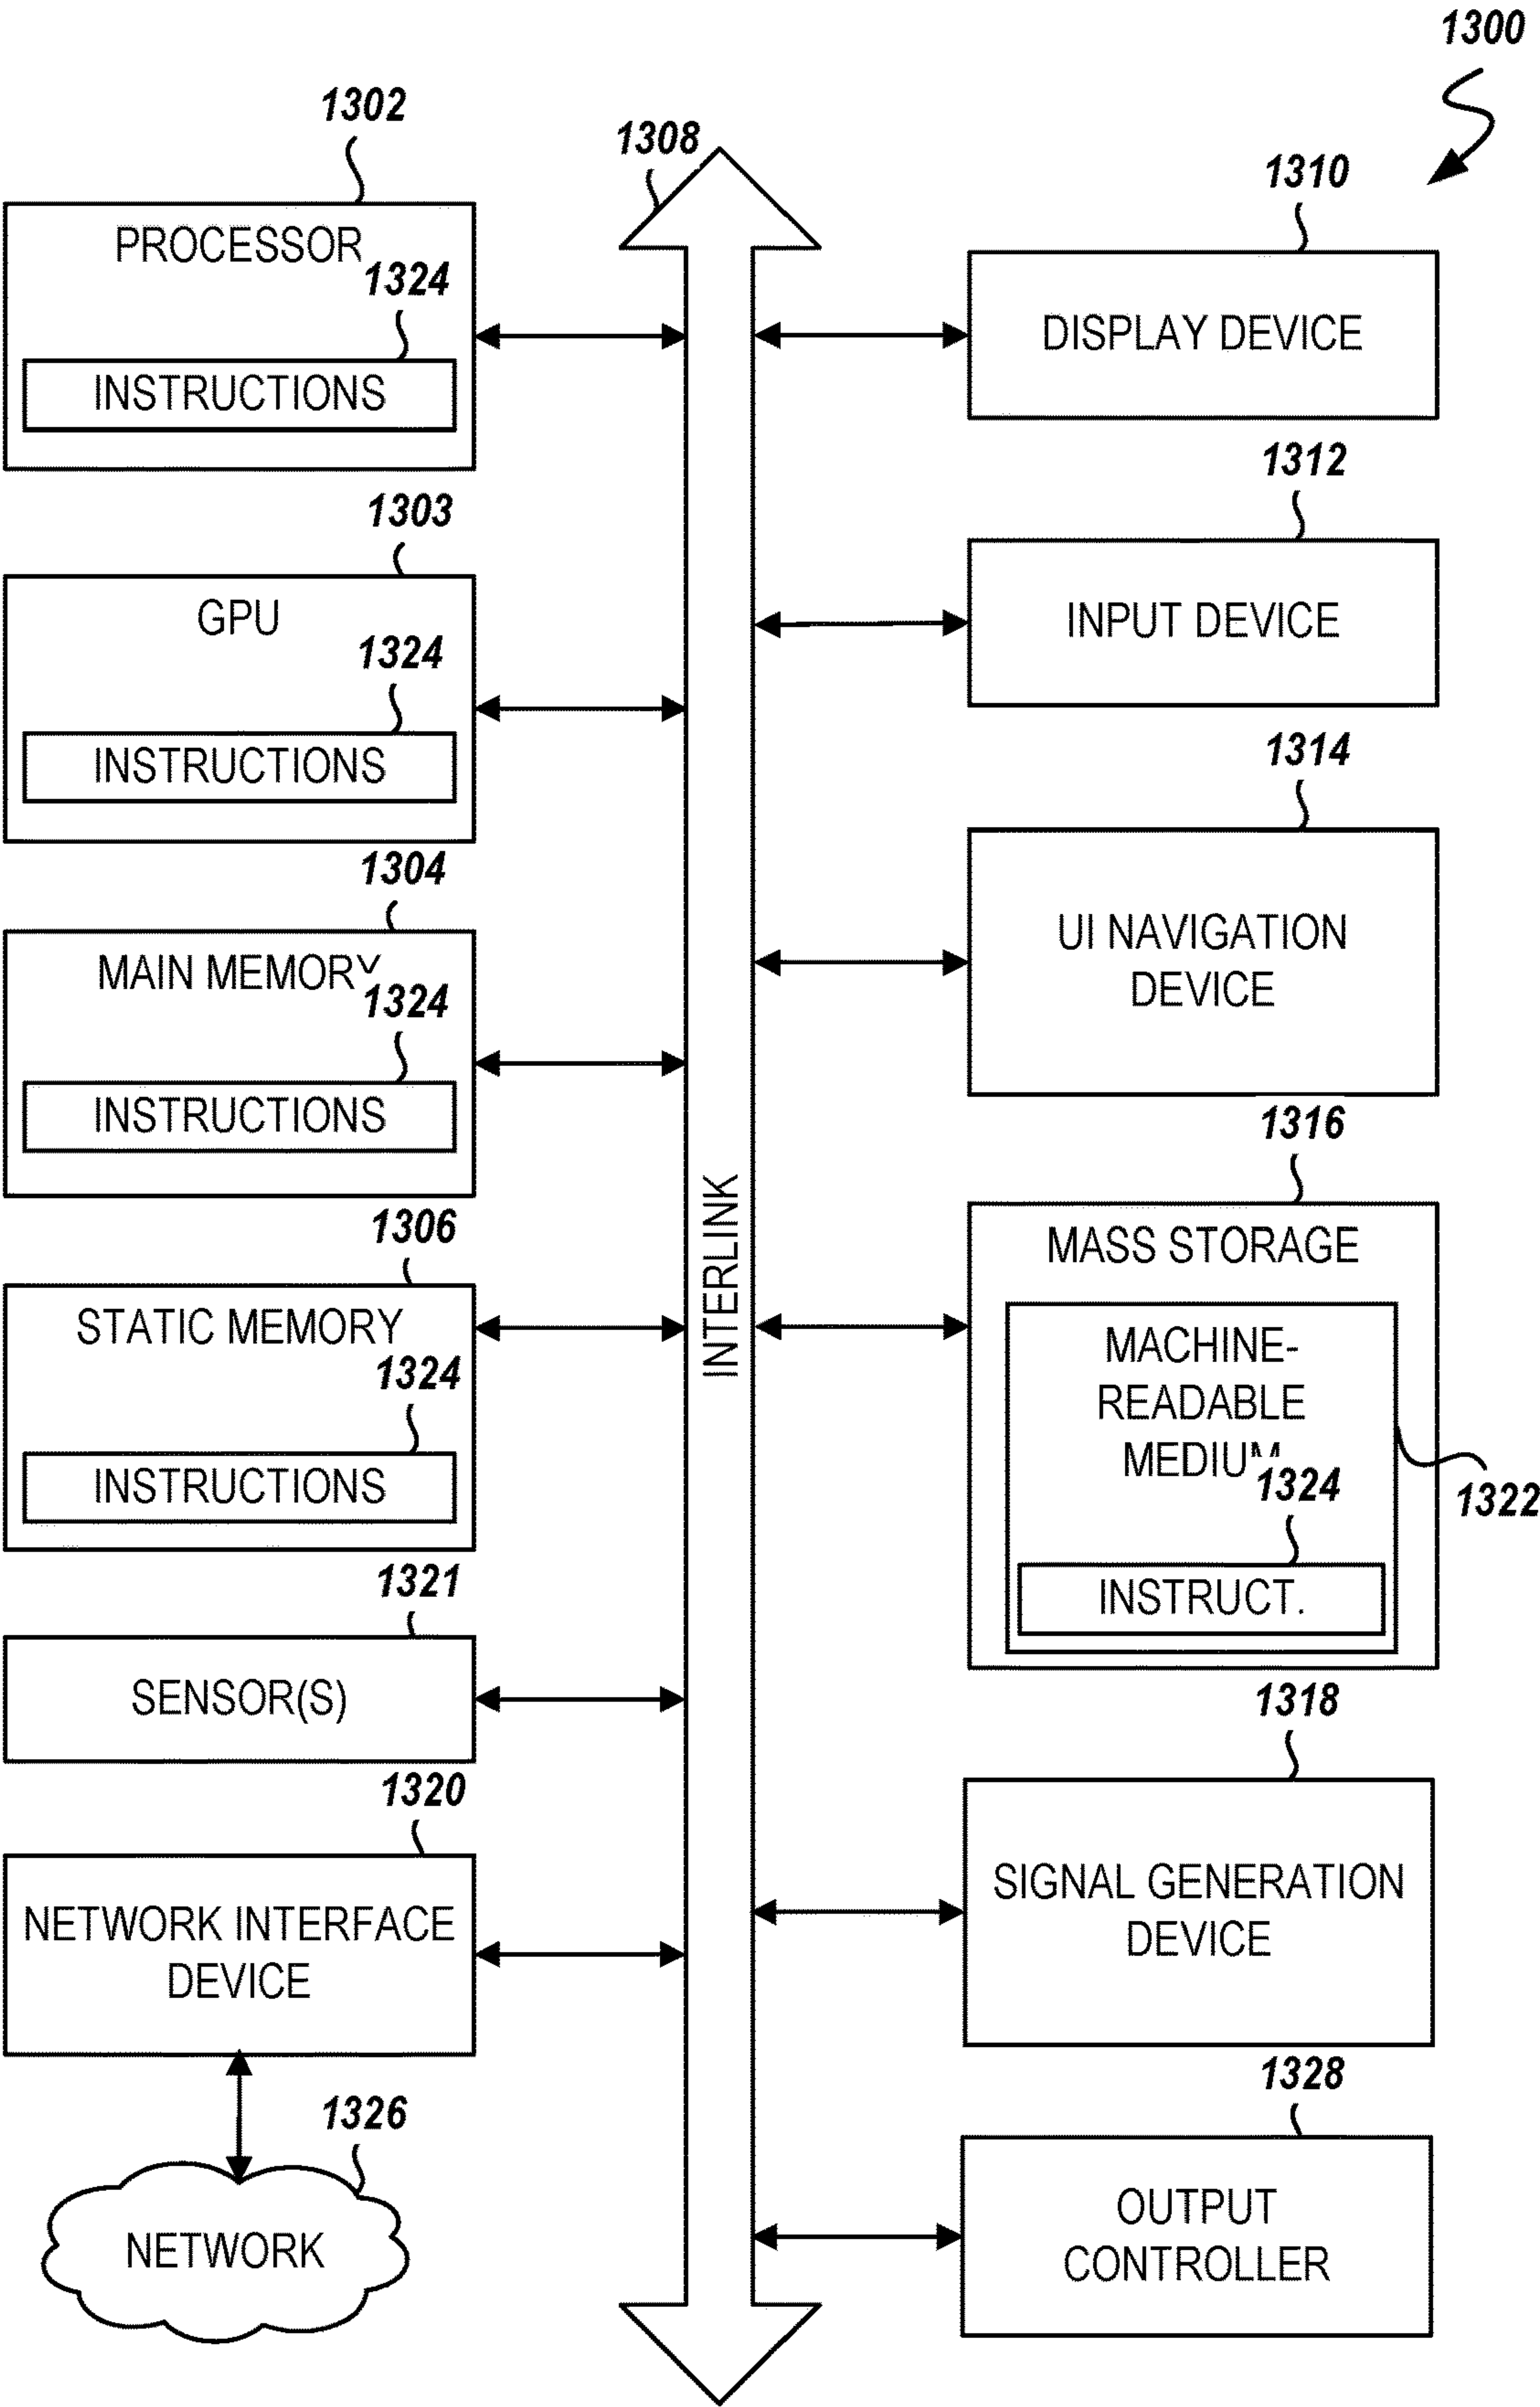 1300
1302
PROCESSOR
1324
INSTRUCTIONS
1303
GPU
1324
INSTRUCTIONS
1304
MAIN MEMORY
1324
INSTRUCTIONS
1306
STATIC MEMORY
1324
INSTRUCTIONS
1321
SENSOR(S)
1320
NETWORK INTERFACE
DEVICE
1326
NETWORK
1308
INTERLINK
1310
DISPLAY DEVICE
1312
INPUT DEVICE
1314
UI NAVIGATION
DEVICE
1316
MASS STORAGE
MACHINE-
READABLE
MEDIUM
1324
INSTRUCT.
1322
1318
SIGNAL GENERATION
DEVICE
1328
OUTPUT
CONTROLLER